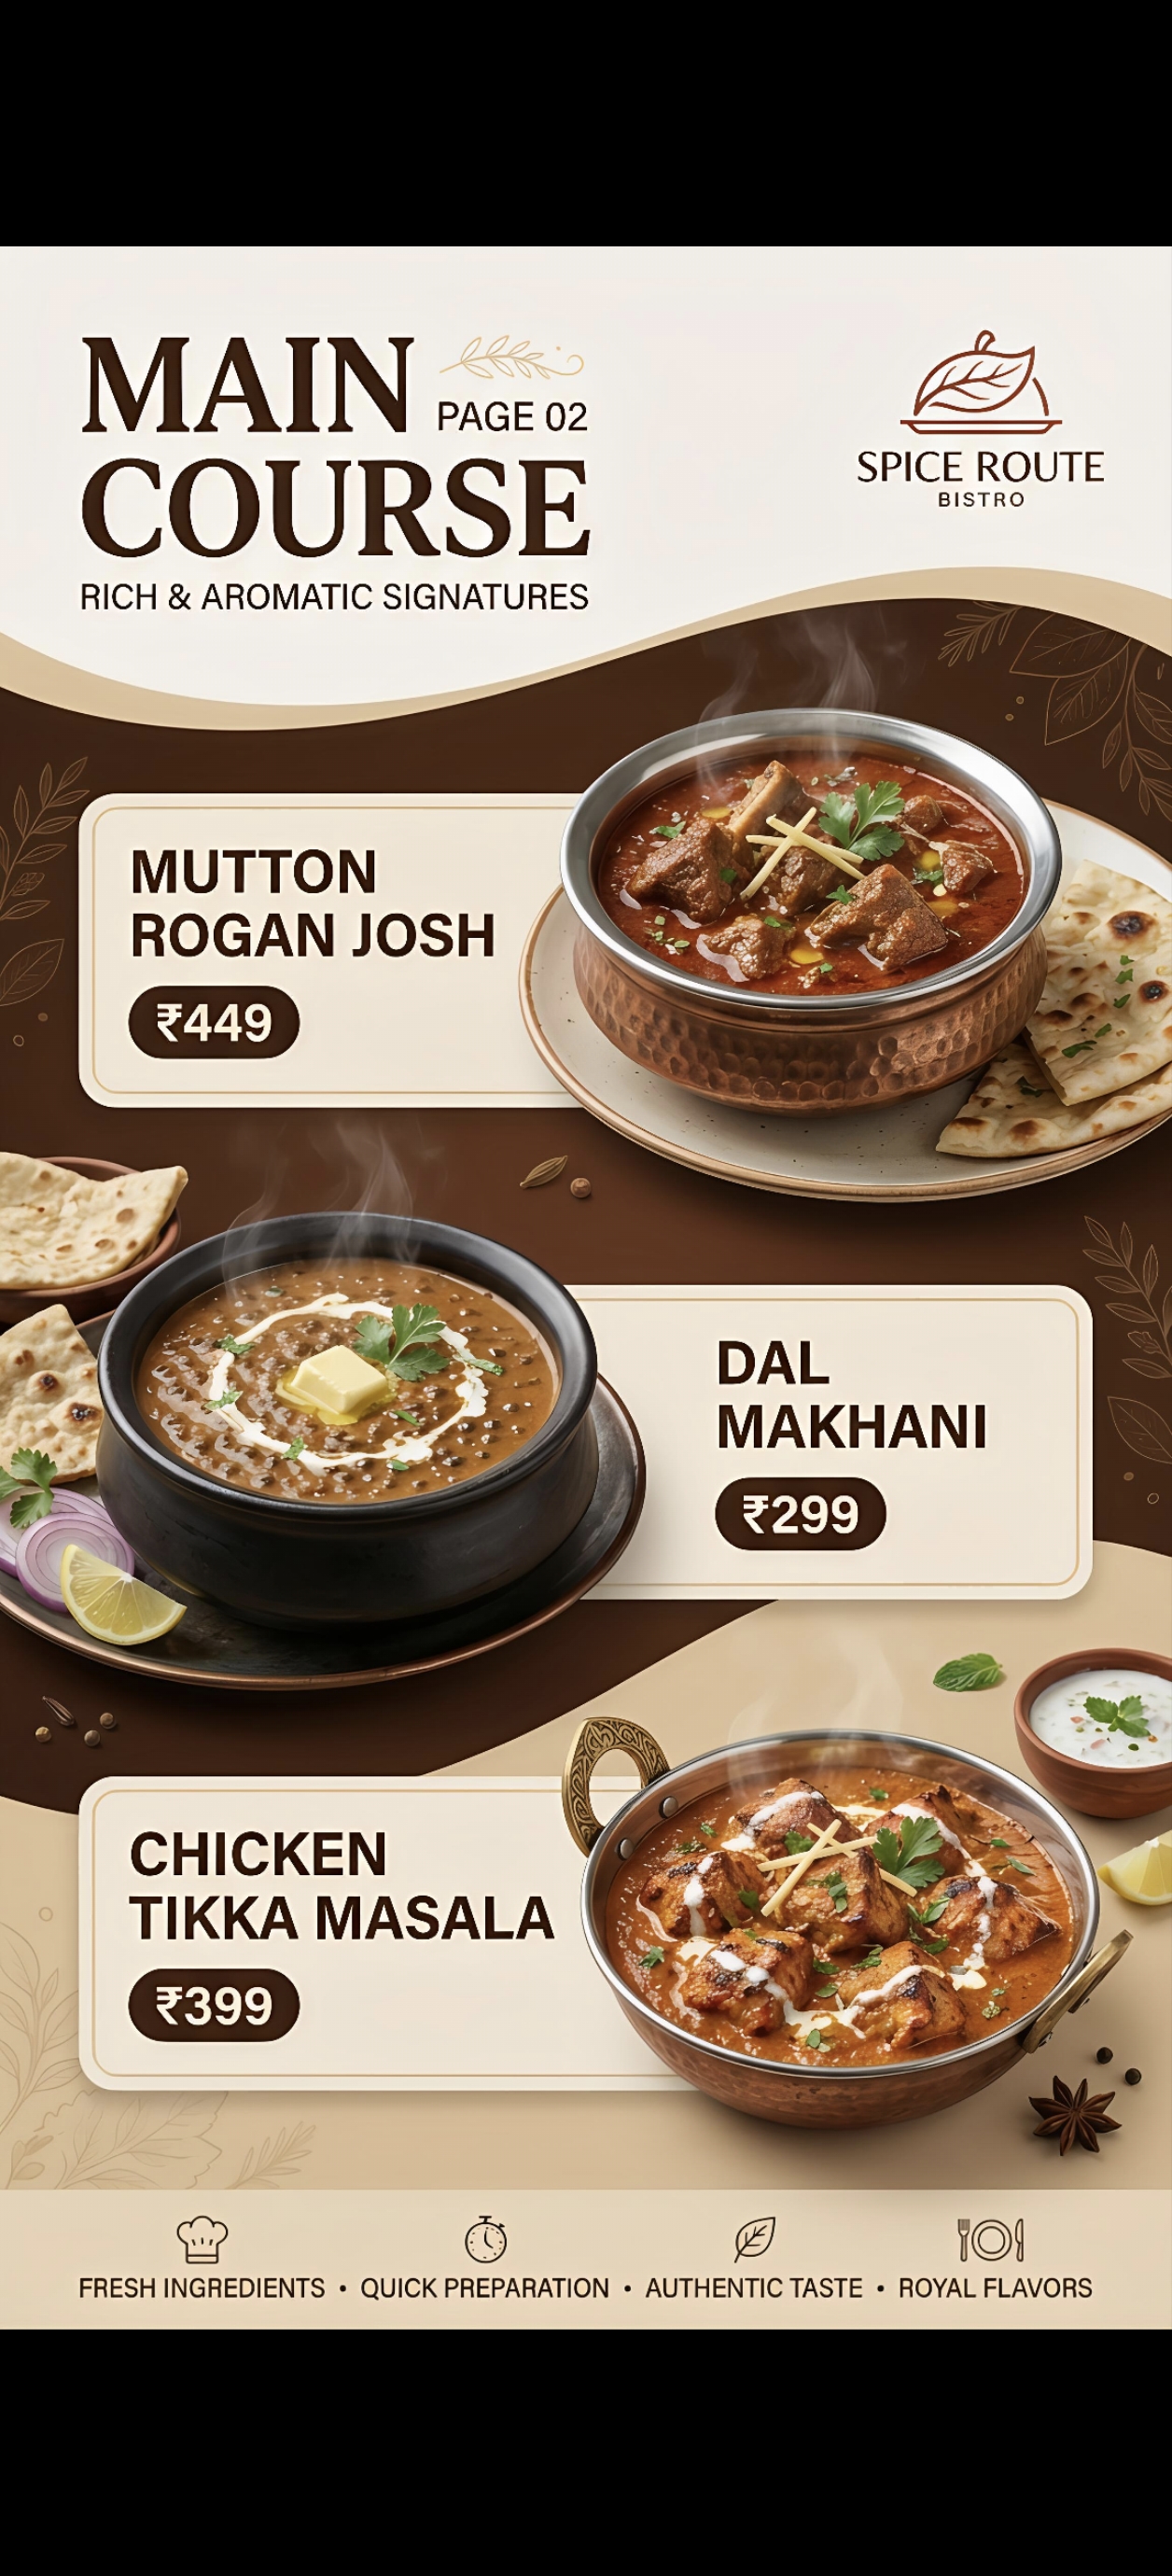 MAIN
PAGE 02
COURSE
RICH & AROMATIC SIGNATURES
SPICE ROUTE
BISTRO
MUTTON
ROGAN JOSH
₹449
DAL
MAKHANI
₹299
CHICKEN
TIKKA MASALA
₹399
FRESH INGREDIENTS • QUICK PREPARATION • AUTHENTIC TASTE • ROYAL FLAVORS